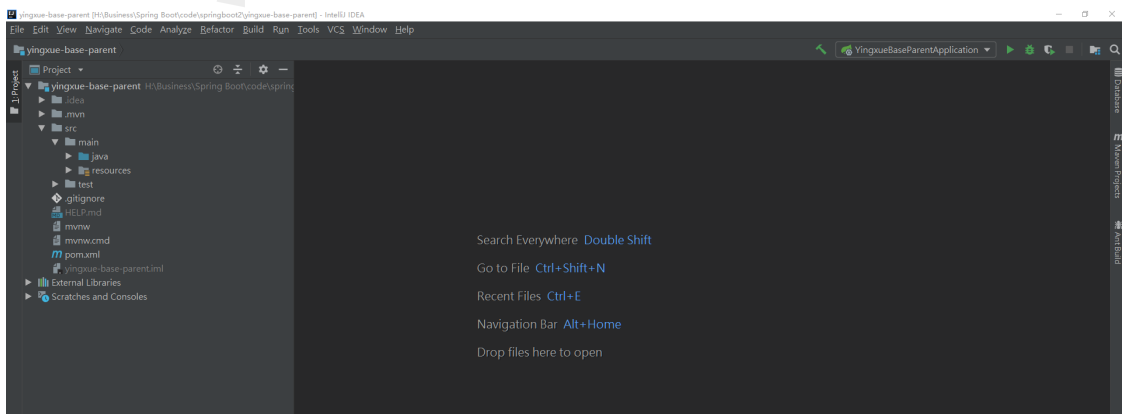 yingxue-base-parent [H:\Business\Spring Boot\code\springboot2\yingxue-base-parent] - IntelliJ IDEA
File Edit View Navigate Code Analyze Refactor Build Run Tools VCS Window Help
yingxue-base-parent
YingxueBaseParentApplication
Project
1: Project
yingxue-base-parent H:\Business\Spring Boot\code\spring
.idea
.mvn
src
main
java
resources
test
.gitignore
HELP.md
mvnw
mvnw.cmd
pom.xml
yingxue-base-parent.iml
External Libraries
Scratches and Consoles
Search Everywhere Double Shift
Go to File Ctrl+Shift+N
Recent Files Ctrl+E
Navigation Bar Alt+Home
Drop files here to open
Database
Maven Projects
Ant Build